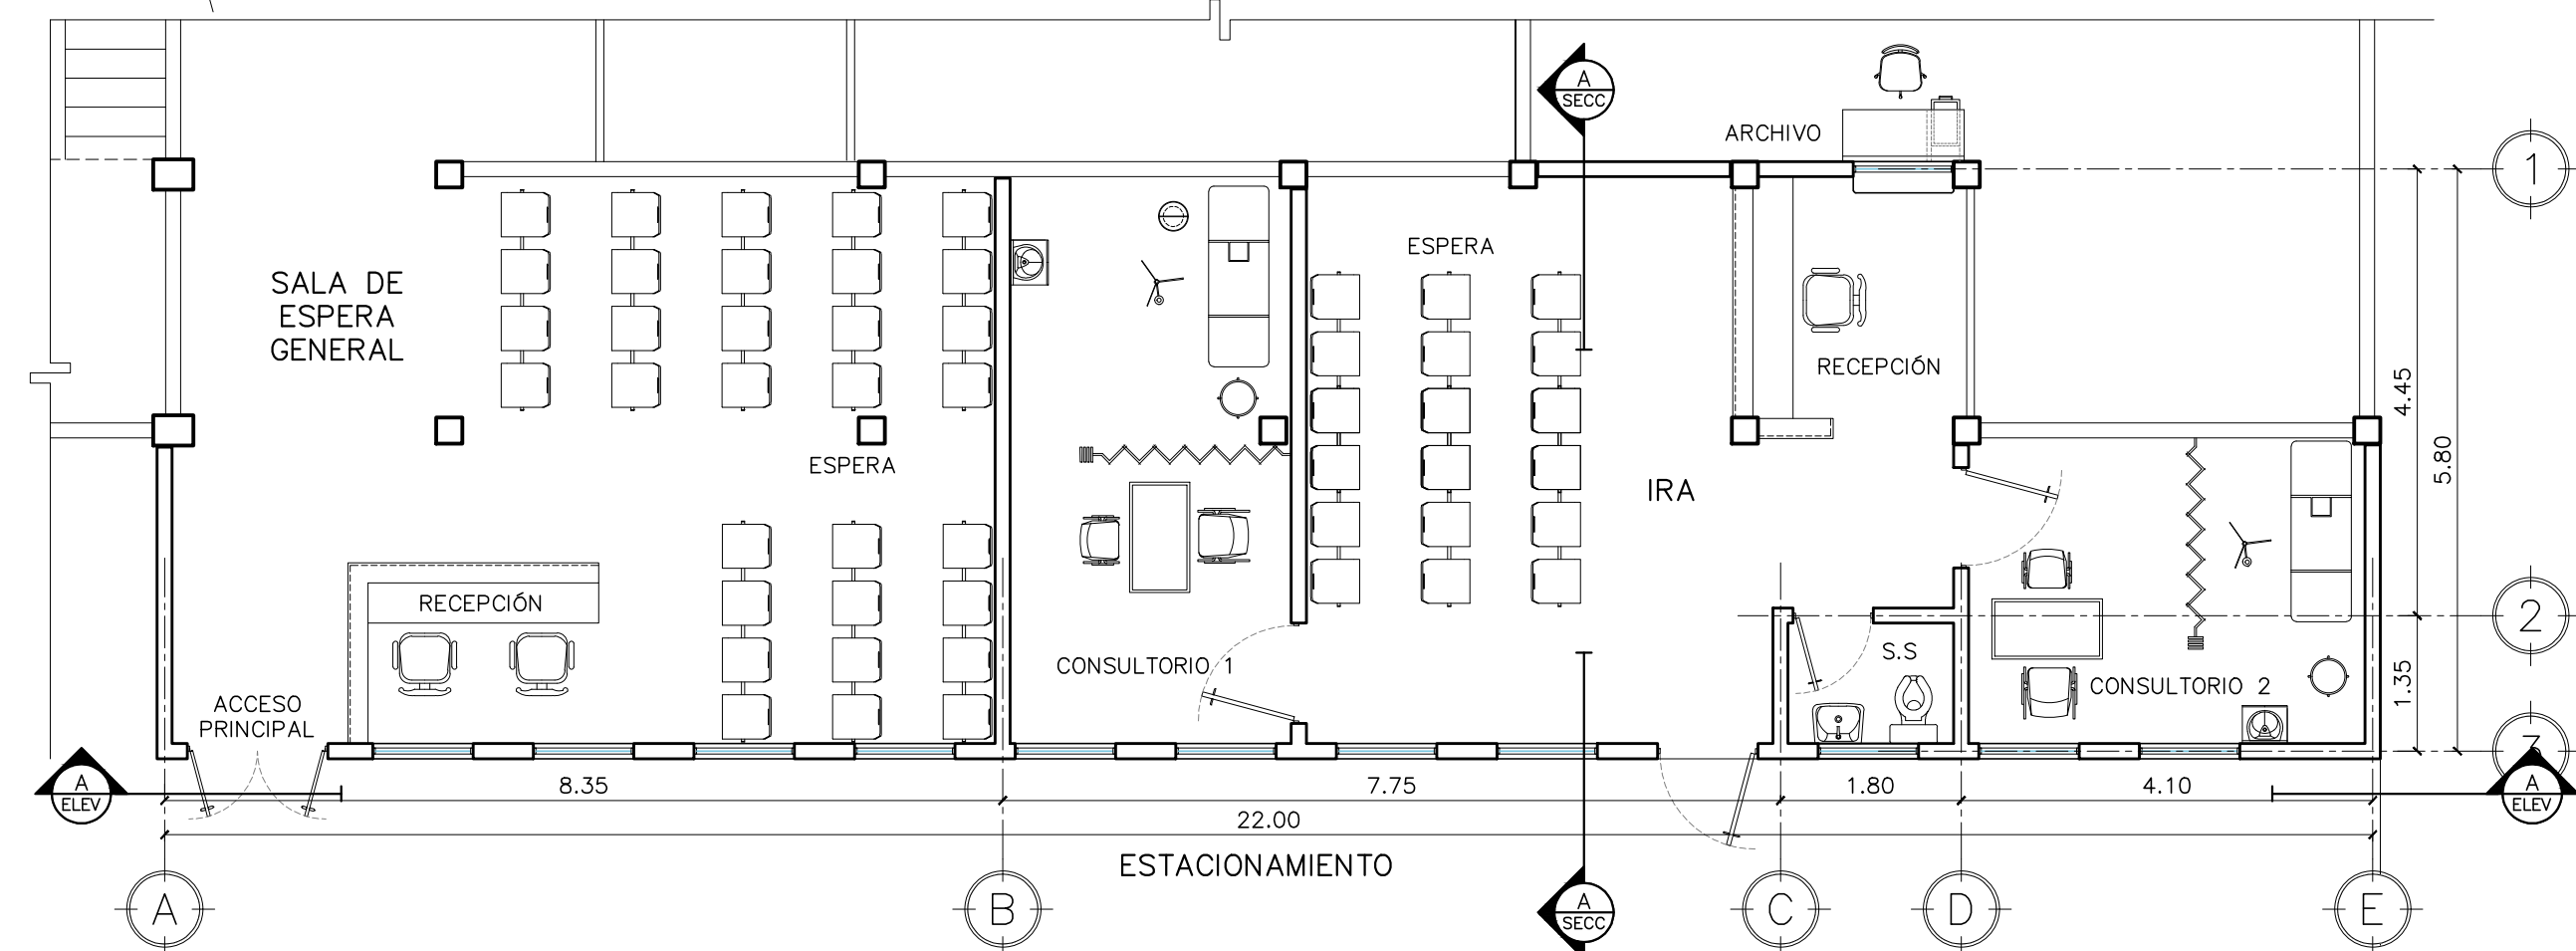 A
SECC
ARCHIVO
1
ESPERA
SALA DE
ESPERA
GENERAL
RECEPCIÓN
4.45
5.80
ESPERA
IRA
RECEPCIÓN
2
S.S
CONSULTORIO 1
CONSULTORIO 2
1.35
ACCESO
PRINCIPAL
3
A
ELEV
8.35
7.75
1.80
4.10
A
ELEV
22.00
ESTACIONAMIENTO
A
B
A
SECC
C
D
E